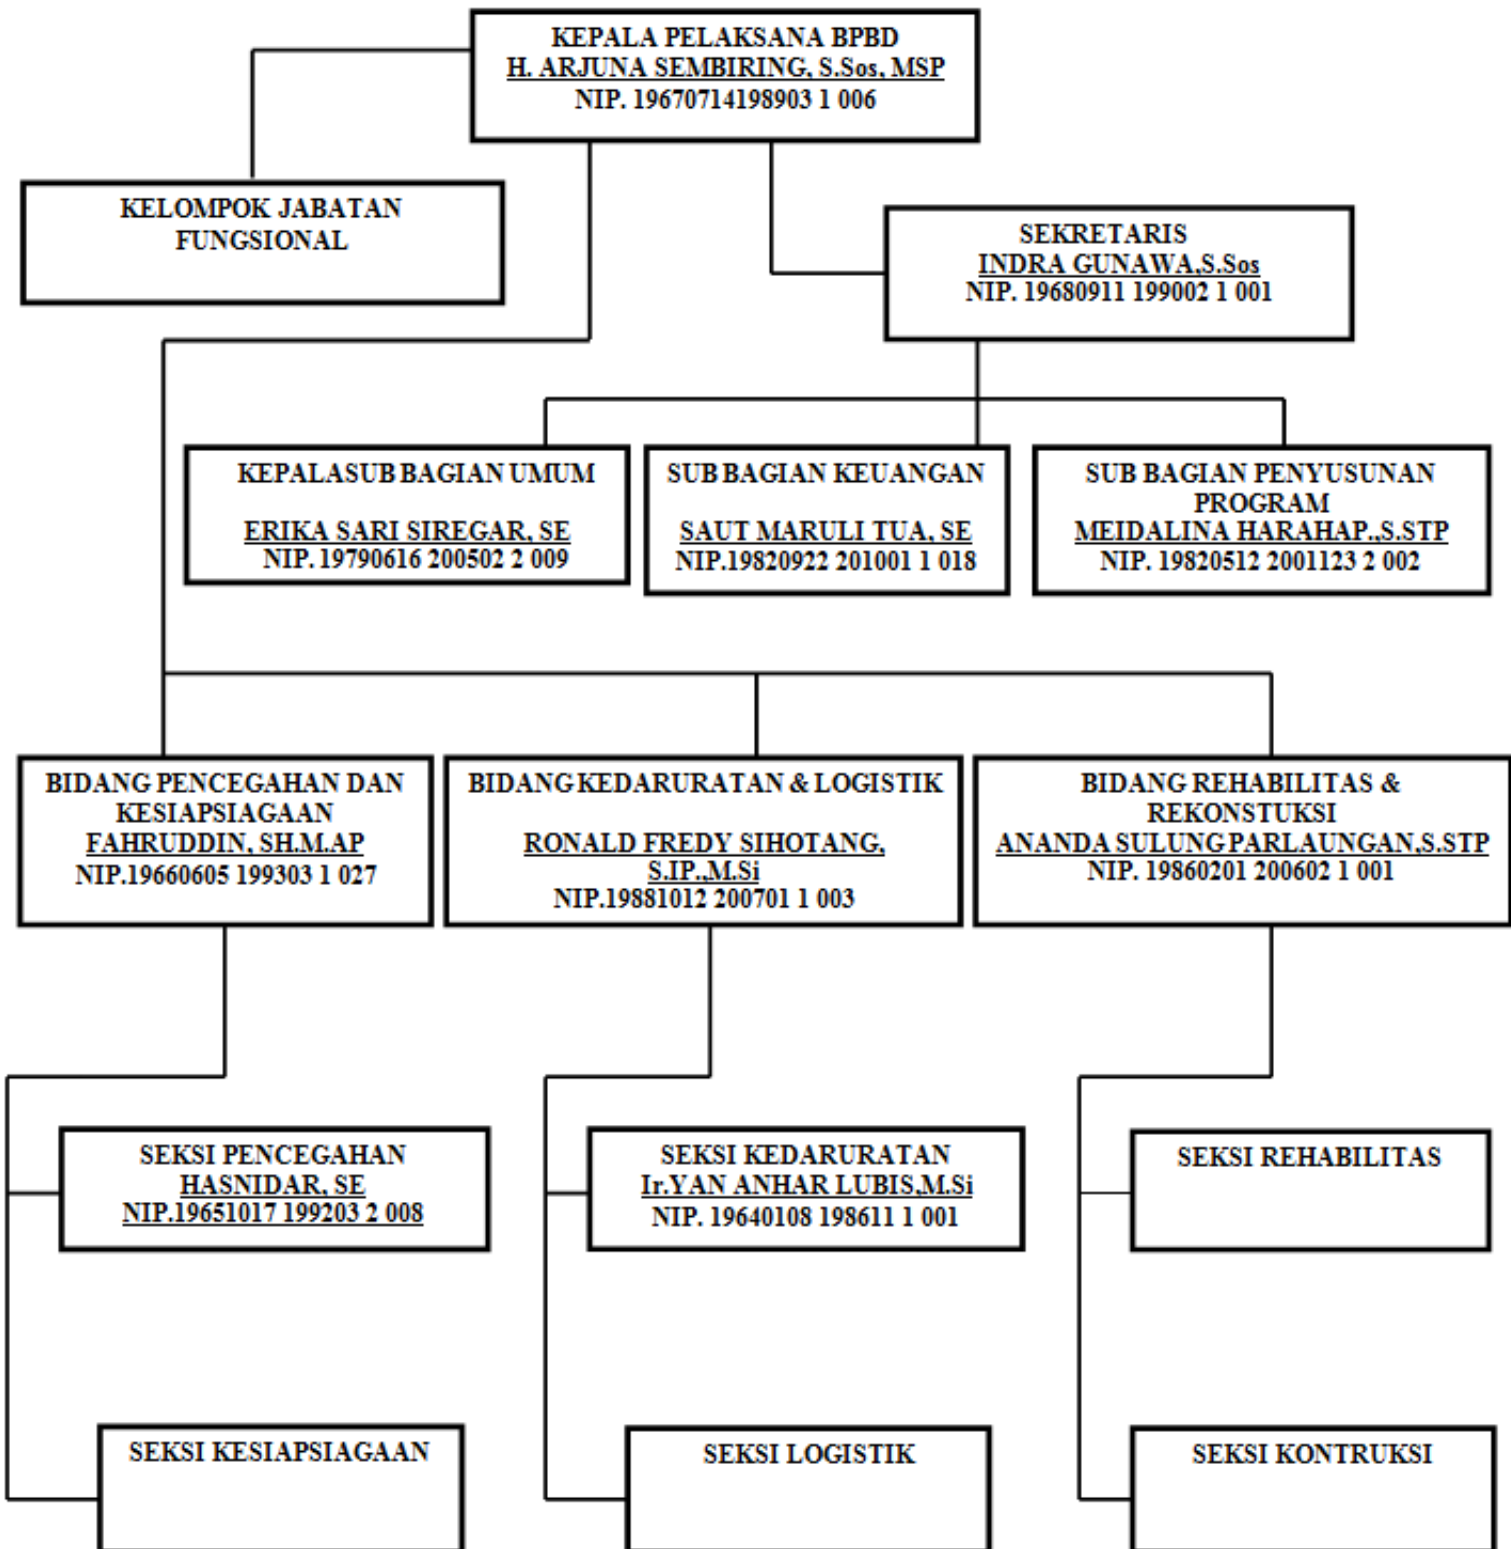 KEPALA PELAKSANA BPBD
H. ARJUNA SEMBIRING, S.Sos, MSP
NIP. 19670714198903 1 006
KELOMPOK JABATAN
FUNGSIONAL
SEKRETARIS
INDRA GUNAWA,S.Sos
NIP. 19680911 199002 1 001
KEPALASUB BAGIAN UMUM
ERIKA SARI SIREGAR, SE
NIP. 19790616 200502 2 009
SUB BAGIAN KEUANGAN
SAUT MARULI TUA, SE
NIP.19820922 201001 1 018
SUB BAGIAN PENYUSUNAN
PROGRAM
MEIDALINA HARAHAP.,S.STP
NIP. 19820512 2001123 2 002
BIDANG PENCEGAHAN DAN
KESIAPSIAGAAN
FAHRUDDIN, SH.M.AP
NIP.19660605 199303 1 027
BIDANG KEDARURATAN & LOGISTIK
RONALD FREDY SIHOTANG,
S.IP.,M.Si
NIP.19881012 200701 1 003
BIDANG REHABILITAS &
REKONSTUKSI
ANANDA SULUNG PARLAUNGAN,S.STP
NIP. 19860201 200602 1 001
SEKSI PENCEGAHAN
HASNIDAR, SE
NIP.19651017 199203 2 008
SEKSI KEDARURATAN
Ir.YAN ANHAR LUBIS,M.Si
NIP. 19640108 198611 1 001
SEKSI REHABILITAS
SEKSI KESIAPSIAGAAN
SEKSI LOGISTIK
SEKSI KONTRUKSI